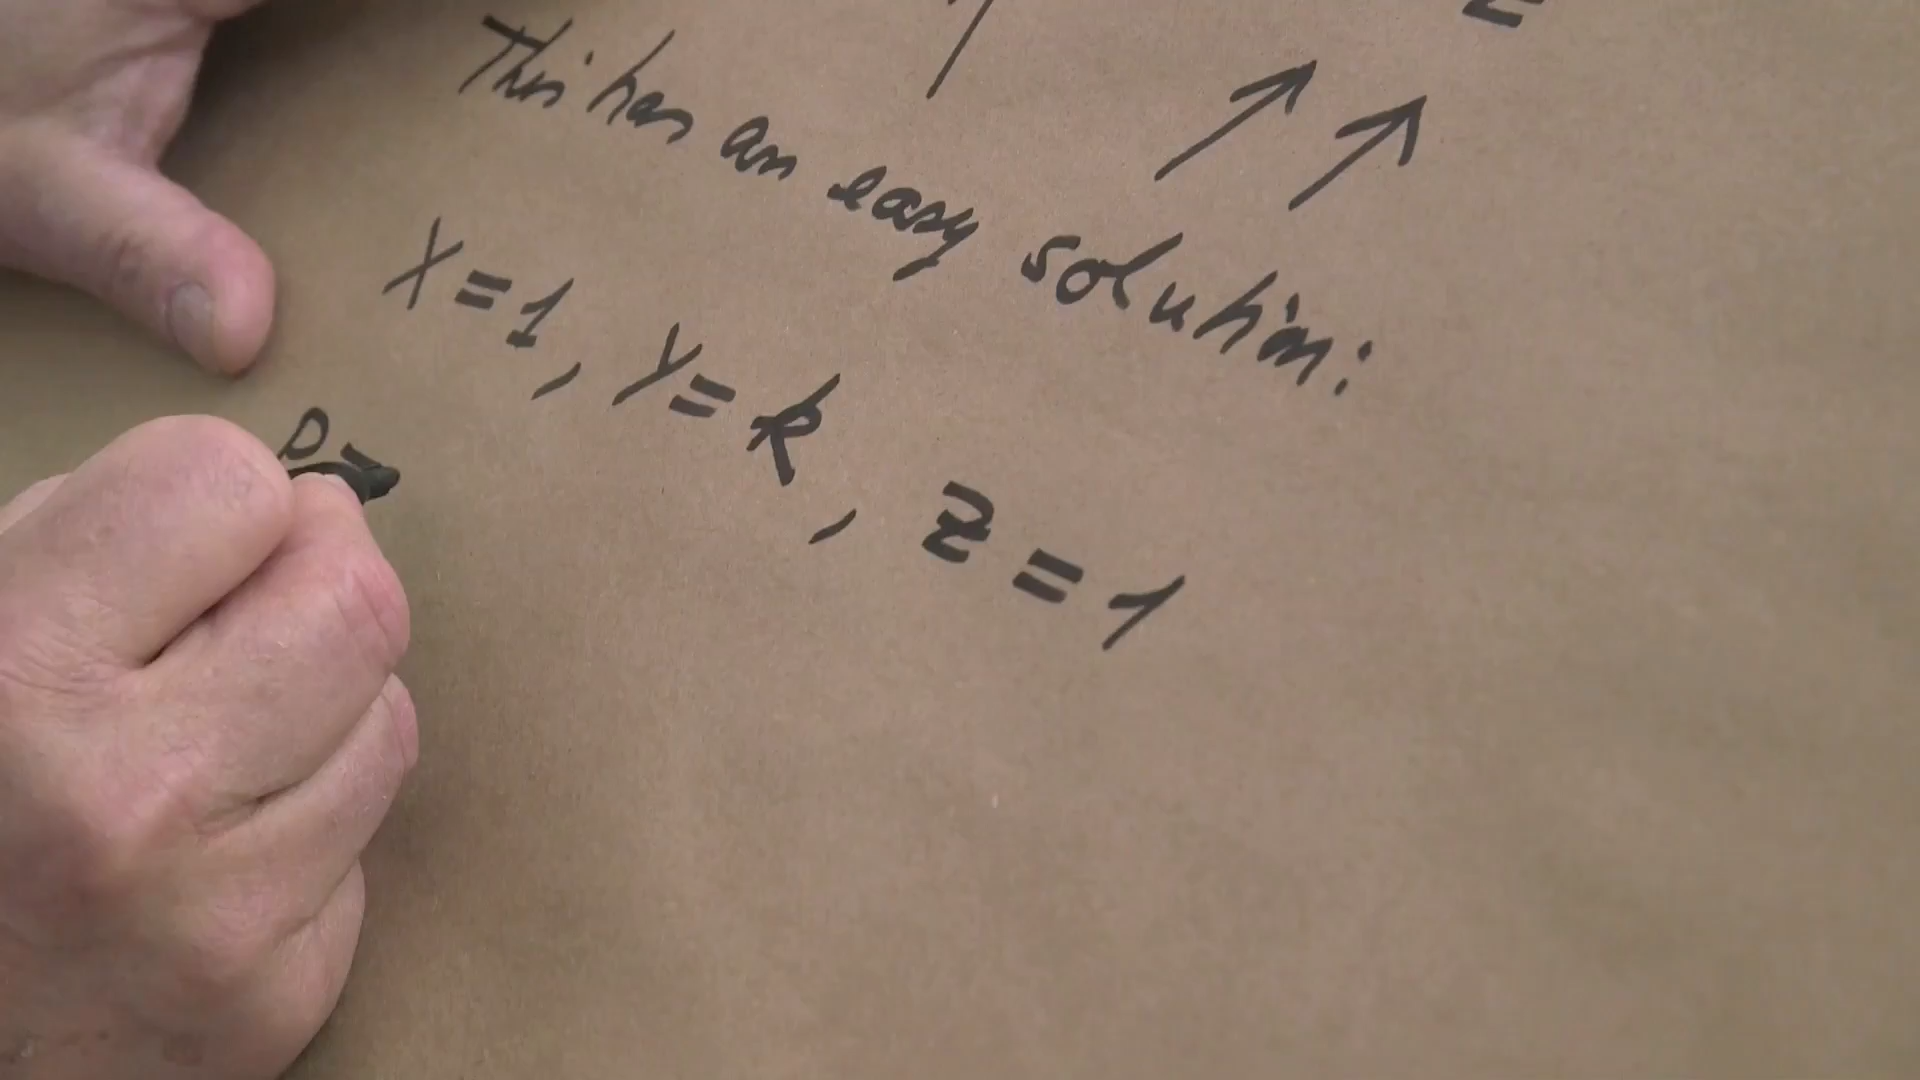 z
This has an easy solution:
X=1, Y=k, z=1
p=